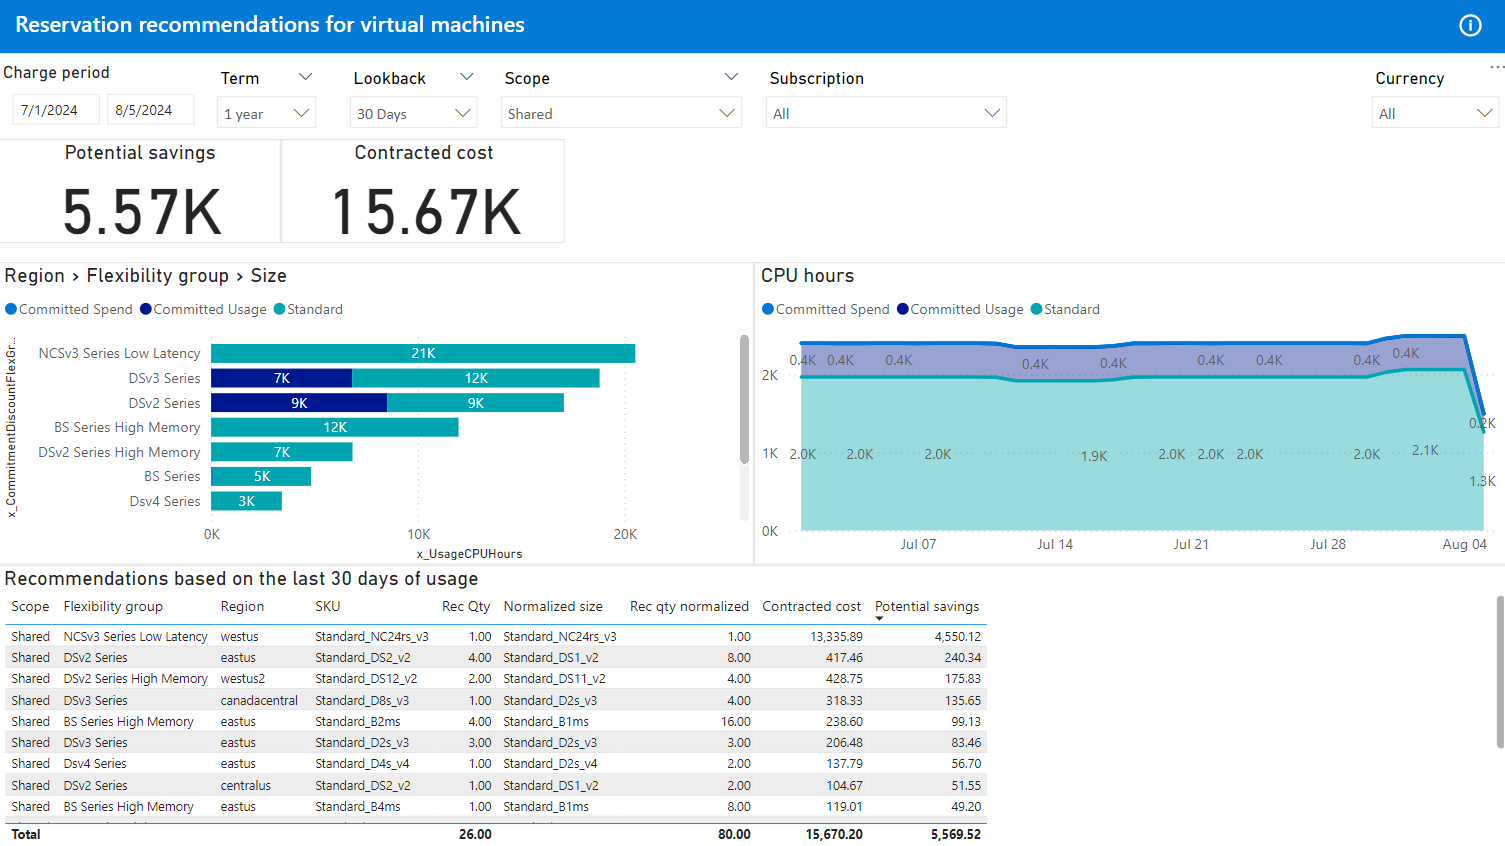 Reservation recommendations for virtual machines
Charge period
Term
Lookback
Scope
Subscription
Currency
7/1/2024
8/5/2024
1 year
30 Days
Shared
All
All
Potential savings
Contracted cost
5.57K
15.67K
Region › Flexibility group › Size
Committed Spend
Committed Usage
Standard
x_CommitmentDiscountFlexGr...
NCSv3 Series Low Latency
21K
DSv3 Series
7K
12K
DSv2 Series
9K
9K
BS Series High Memory
12K
DSv2 Series High Memory
7K
BS Series
5K
Dsv4 Series
3K
0K
10K
20K
x_UsageCPUHours
CPU hours
Committed Spend
Committed Usage
Standard
0.4K 0.4K 0.4K 0.4K 0.4K 0.4K 0.4K 0.4K 0.4K
2K
0.2K
1K 2.0K 2.0K 2.0K 1.9K 2.0K 2.0K 2.0K 2.0K 2.1K
1.3K
0K
Jul 07 Jul 14 Jul 21 Jul 28 Aug 04
Recommendations based on the last 30 days of usage
Scope Flexibility group Region SKU Rec Qty Normalized size Rec qty normalized Contracted cost Potential savings
Shared NCSv3 Series Low Latency westus Standard_NC24rs_v3 1.00 Standard_NC24rs_v3 1.00 13,335.89 4,550.12
Shared DSv2 Series eastus Standard_DS2_v2 4.00 Standard_DS1_v2 8.00 417.46 240.34
Shared DSv2 Series High Memory westus2 Standard_DS12_v2 2.00 Standard_DS11_v2 4.00 428.75 175.83
Shared DSv3 Series canadacentral Standard_D8s_v3 1.00 Standard_D2s_v3 4.00 318.33 135.65
Shared BS Series High Memory eastus Standard_B2ms 4.00 Standard_B1ms 16.00 238.60 99.13
Shared DSv3 Series eastus Standard_D2s_v3 3.00 Standard_D2s_v3 3.00 206.48 83.46
Shared Dsv4 Series eastus Standard_D4s_v4 1.00 Standard_D2s_v4 2.00 137.79 56.70
Shared DSv2 Series centralus Standard_DS2_v2 1.00 Standard_DS1_v2 2.00 104.67 51.55
Shared BS Series High Memory eastus Standard_B4ms 1.00 Standard_B1ms 8.00 119.01 49.20
Total 26.00 80.00 15,670.20 5,569.52